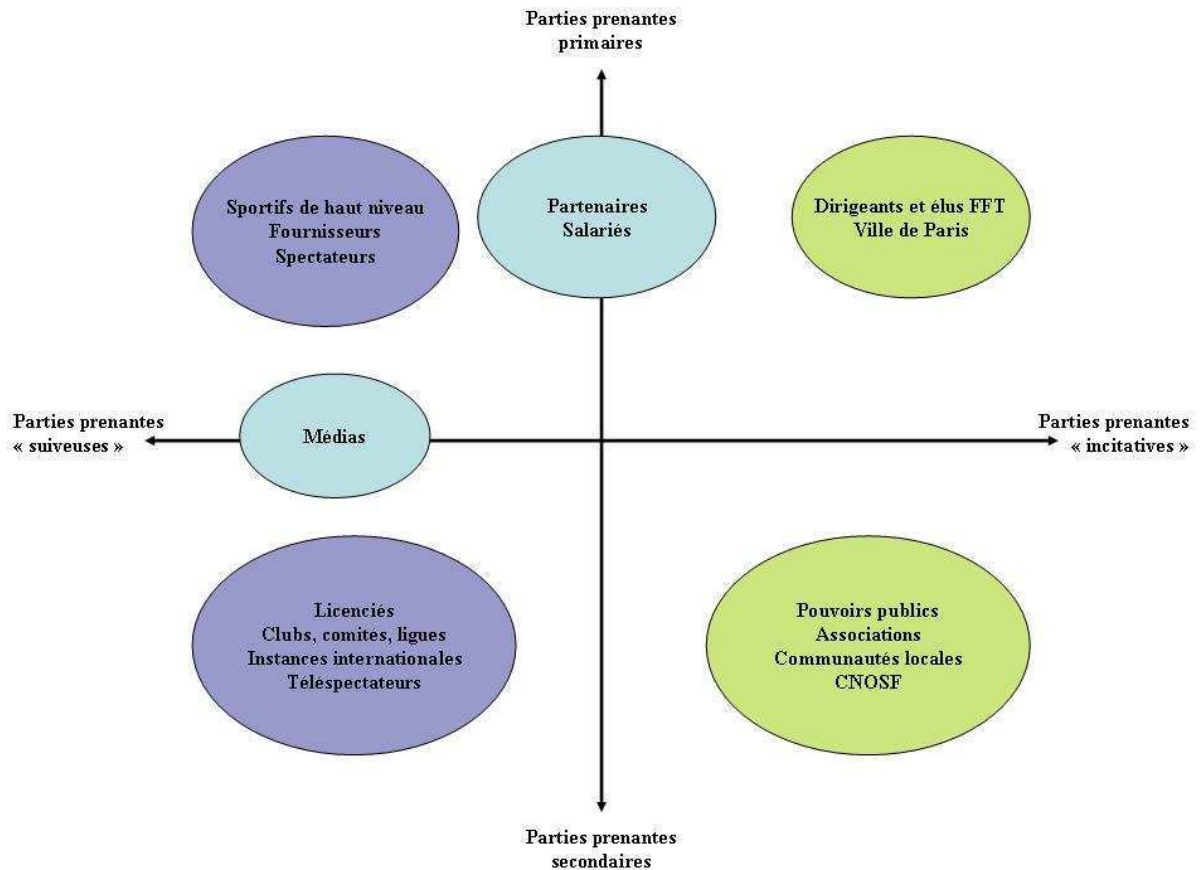 Parties prenantes
primaires
Sportifs de haut niveau
Fournisseurs
Spectateurs
Partenaires
Salariés
Dirigeants et élus FFT
Ville de Paris
Parties prenantes
« suiveuses »
Médias
Parties prenantes
« incitatives »
Licenciés
Clubs, comités, ligues
Instances internationales
Téléspectateurs
Pouvoirs publics
Associations
Communautés locales
CNOSF
Parties prenantes
secondaires